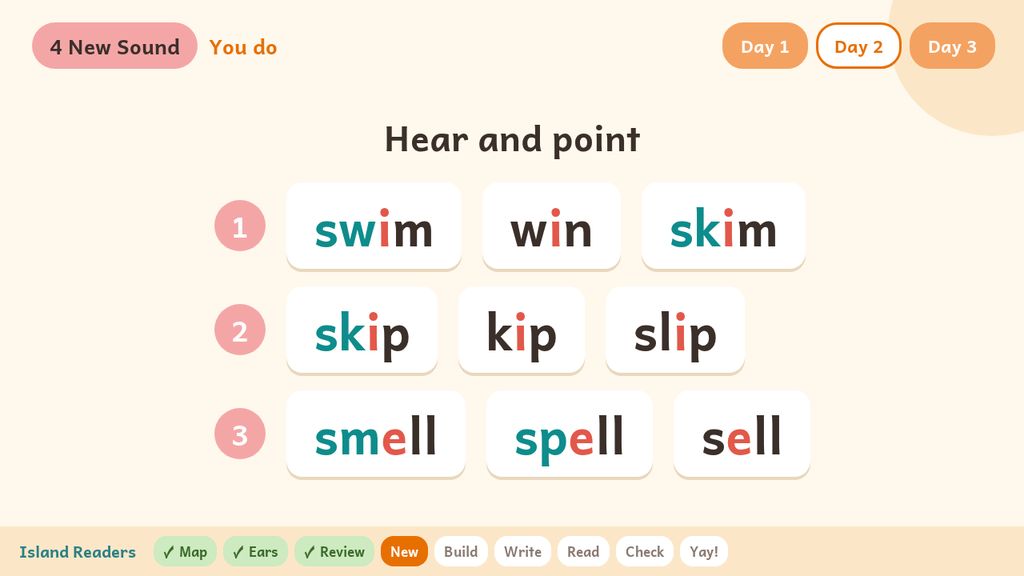 4 New Sound You do Day 1 Day 2 Day 3
Hear and point
1 swim win skim
2 skip kip slip
3 smell spell sell
Island Readers ✓ Map ✓ Ears ✓ Review New Build Write Read Check Yay!